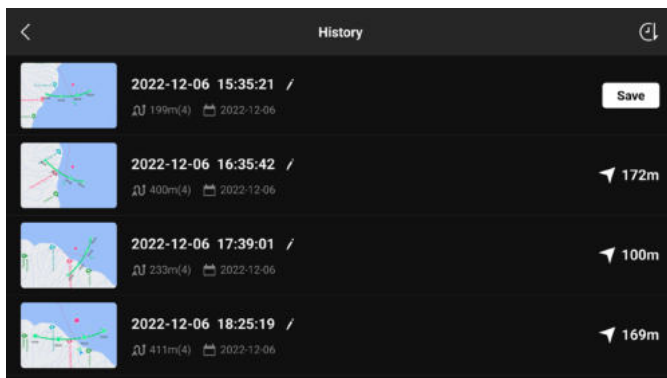 History
2022-12-06 15:35:21
199m(4) 2022-12-06
Save
2022-12-06 16:35:42
400m(4) 2022-12-06
172m
2022-12-06 17:39:01
233m(4) 2022-12-06
100m
2022-12-06 18:25:19
411m(4) 2022-12-06
169m